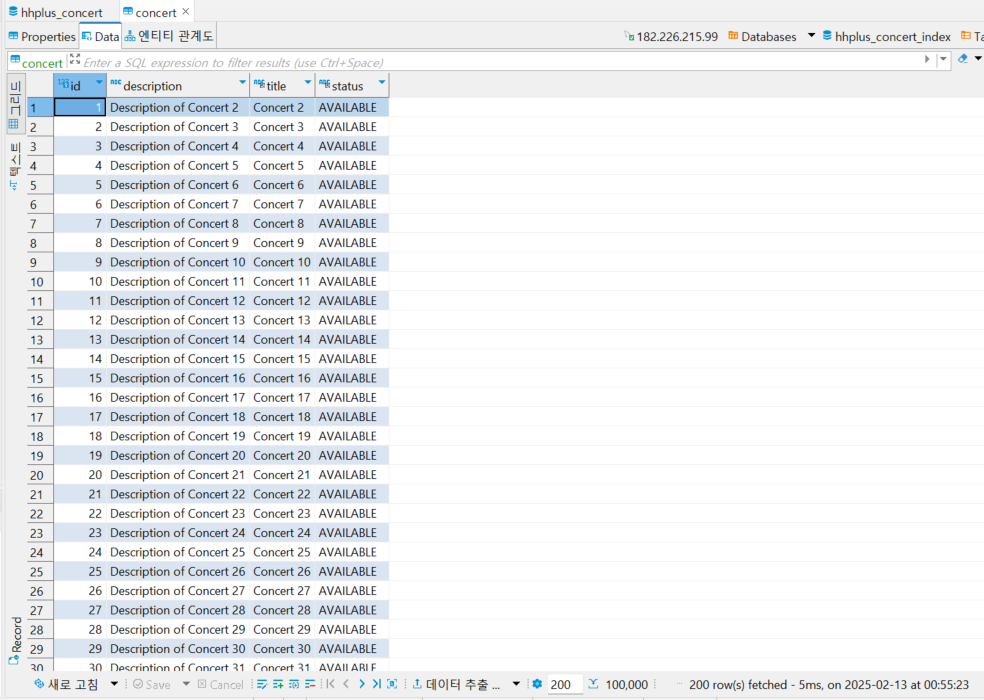 hhplus_concert concert
Properties Data 엔티티 관계도 182.226.215.99 Databases hhplus_concert_index Ta
concert Enter a SQL expression to filter results (use Ctrl+Space)
그리드
텍스트
Record
123 id abc description abc title abc status
1 1 Description of Concert 2 Concert 2 AVAILABLE
2 2 Description of Concert 3 Concert 3 AVAILABLE
3 3 Description of Concert 4 Concert 4 AVAILABLE
4 4 Description of Concert 5 Concert 5 AVAILABLE
5 5 Description of Concert 6 Concert 6 AVAILABLE
6 6 Description of Concert 7 Concert 7 AVAILABLE
7 7 Description of Concert 8 Concert 8 AVAILABLE
8 8 Description of Concert 9 Concert 9 AVAILABLE
9 9 Description of Concert 10 Concert 10 AVAILABLE
10 10 Description of Concert 11 Concert 11 AVAILABLE
11 11 Description of Concert 12 Concert 12 AVAILABLE
12 12 Description of Concert 13 Concert 13 AVAILABLE
13 13 Description of Concert 14 Concert 14 AVAILABLE
14 14 Description of Concert 15 Concert 15 AVAILABLE
15 15 Description of Concert 16 Concert 16 AVAILABLE
16 16 Description of Concert 17 Concert 17 AVAILABLE
17 17 Description of Concert 18 Concert 18 AVAILABLE
18 18 Description of Concert 19 Concert 19 AVAILABLE
19 19 Description of Concert 20 Concert 20 AVAILABLE
20 20 Description of Concert 21 Concert 21 AVAILABLE
21 21 Description of Concert 22 Concert 22 AVAILABLE
22 22 Description of Concert 23 Concert 23 AVAILABLE
23 23 Description of Concert 24 Concert 24 AVAILABLE
24 24 Description of Concert 25 Concert 25 AVAILABLE
25 25 Description of Concert 26 Concert 26 AVAILABLE
26 26 Description of Concert 27 Concert 27 AVAILABLE
27 27 Description of Concert 28 Concert 28 AVAILABLE
28 28 Description of Concert 29 Concert 29 AVAILABLE
29 29 Description of Concert 30 Concert 30 AVAILABLE
30 30 Description of Concert 31 Concert 31 AVAILABLE
새로 고침 Save Cancel 데이터 추출 ... 200 100,000 200 row(s) fetched - 5ms, on 2025-02-13 at 00:55:23